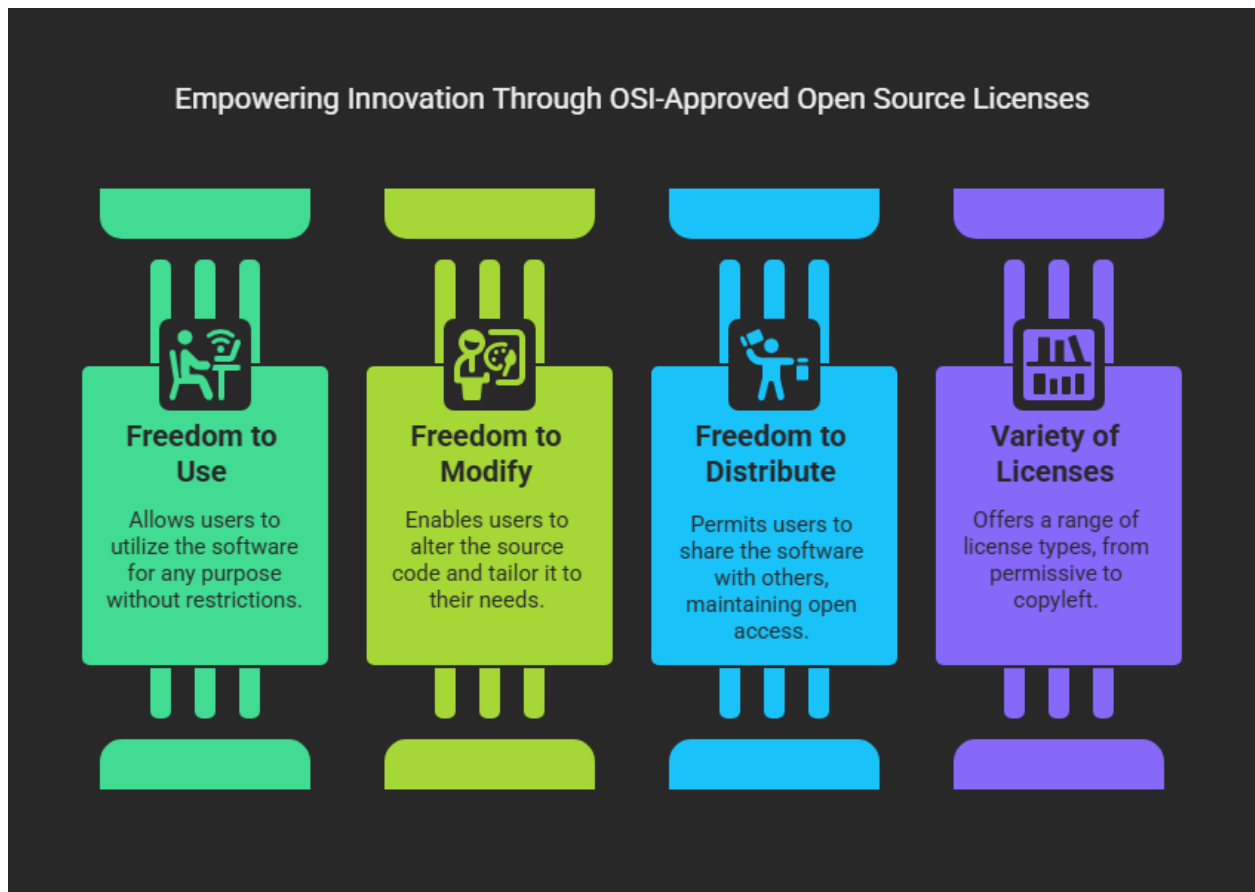 Empowering Innovation Through OSI-Approved Open Source Licenses
Freedom to
Use
Allows users to
utilize the software
for any purpose
without restrictions.
Freedom to
Modify
Enables users to
alter the source
code and tailor it to
their needs.
Freedom to
Distribute
Permits users to
share the software
with others,
maintaining open
access.
Variety of
Licenses
Offers a range of
license types, from
permissive to
copyleft.